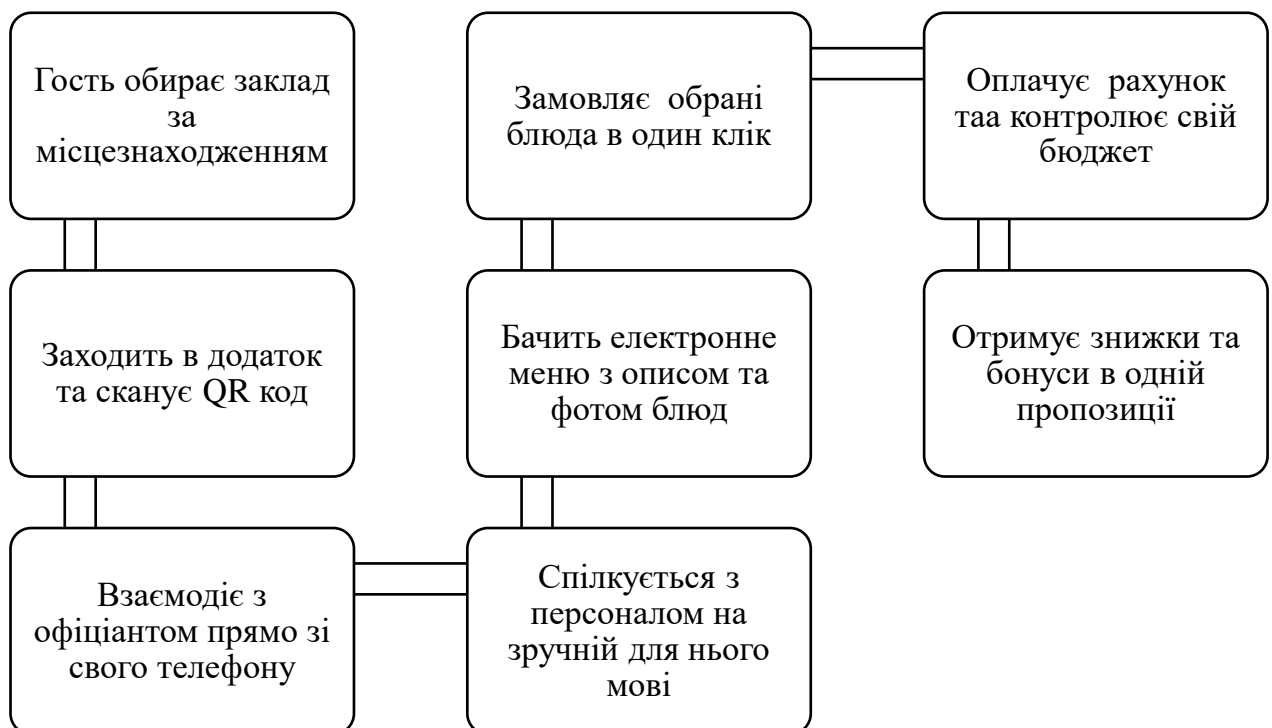 Гость обирає заклад
за
місцезнаходженням
Заходить в додаток
та сканує QR код
Взаємодіє з
офіціантом прямо зі
свого телефону
Спілкується з
персоналом на
зручній для нього
мові
Бачить електронне
меню з описом та
фотом блюд
Замовляє обрані
блюда в один клік
Оплачує рахунок
таа контролює свій
бюджет
Отримує знижки та
бонуси в одній
пропозиції